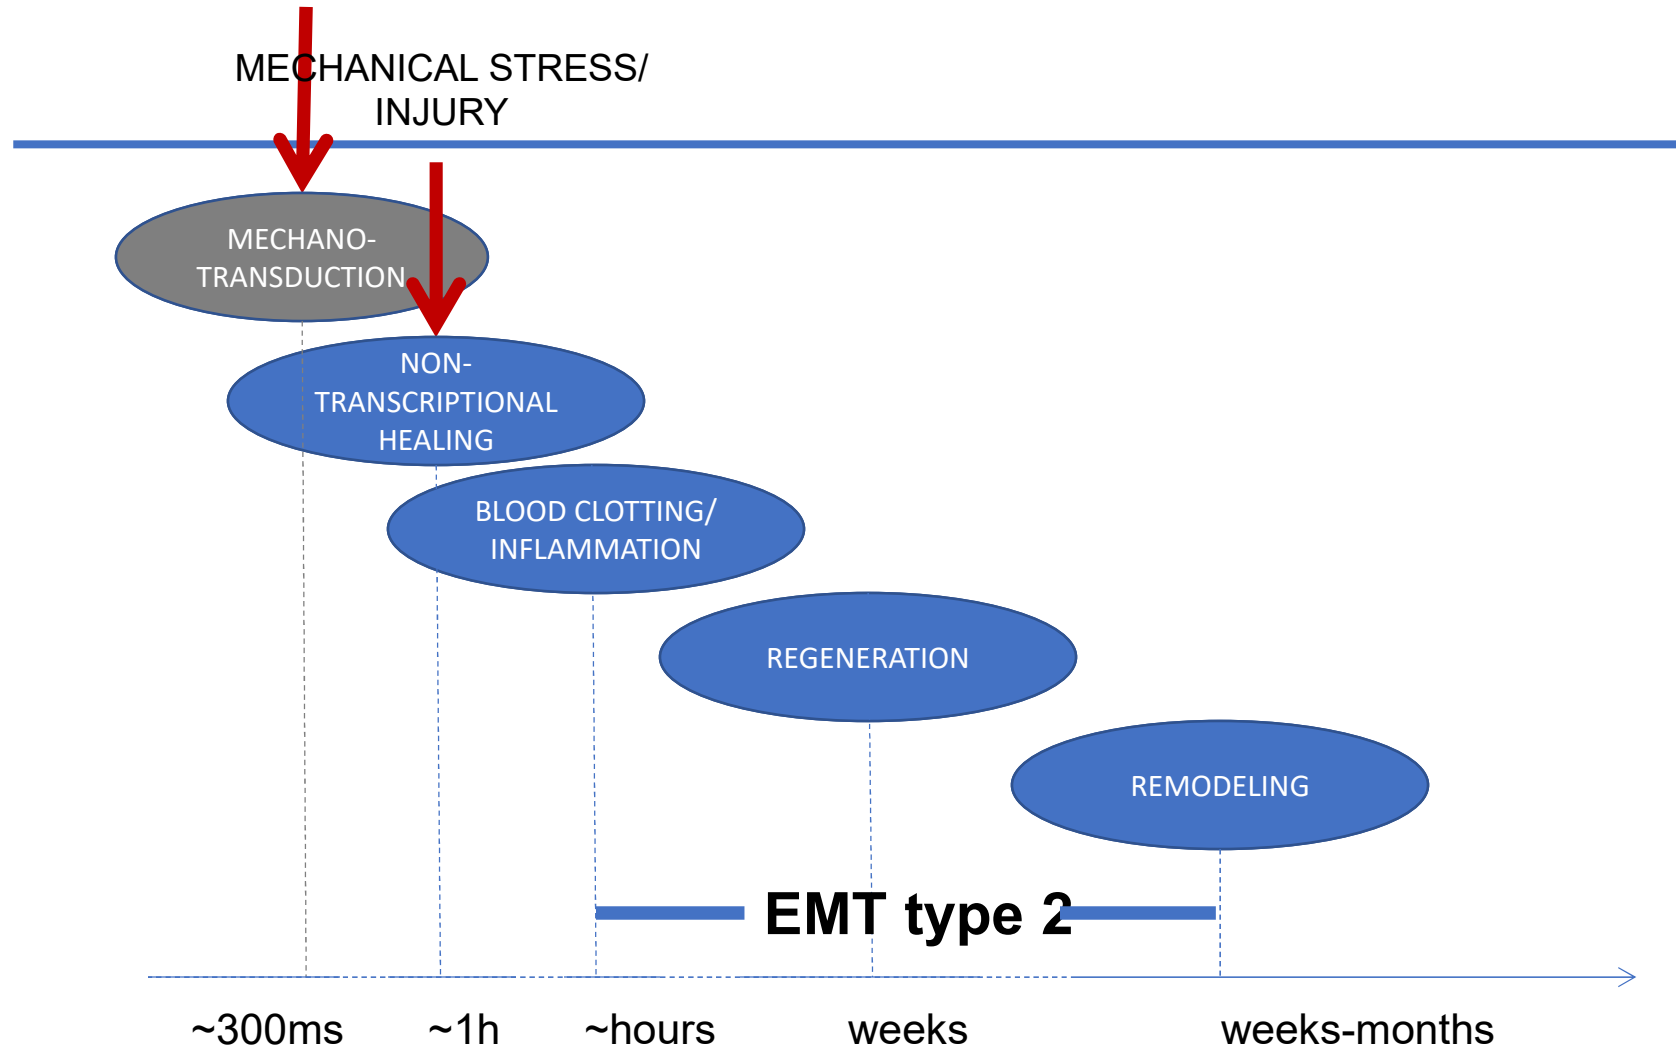 MECHANICAL STRESS/
INJURY
MECHANO-
TRANSDUCTION
NON-
TRANSCRIPTIONAL
HEALING
BLOOD CLOTTING/
INFLAMMATION
REGENERATION
REMODELING
EMT type 2
~300ms ~1h ~hours weeks weeks-months